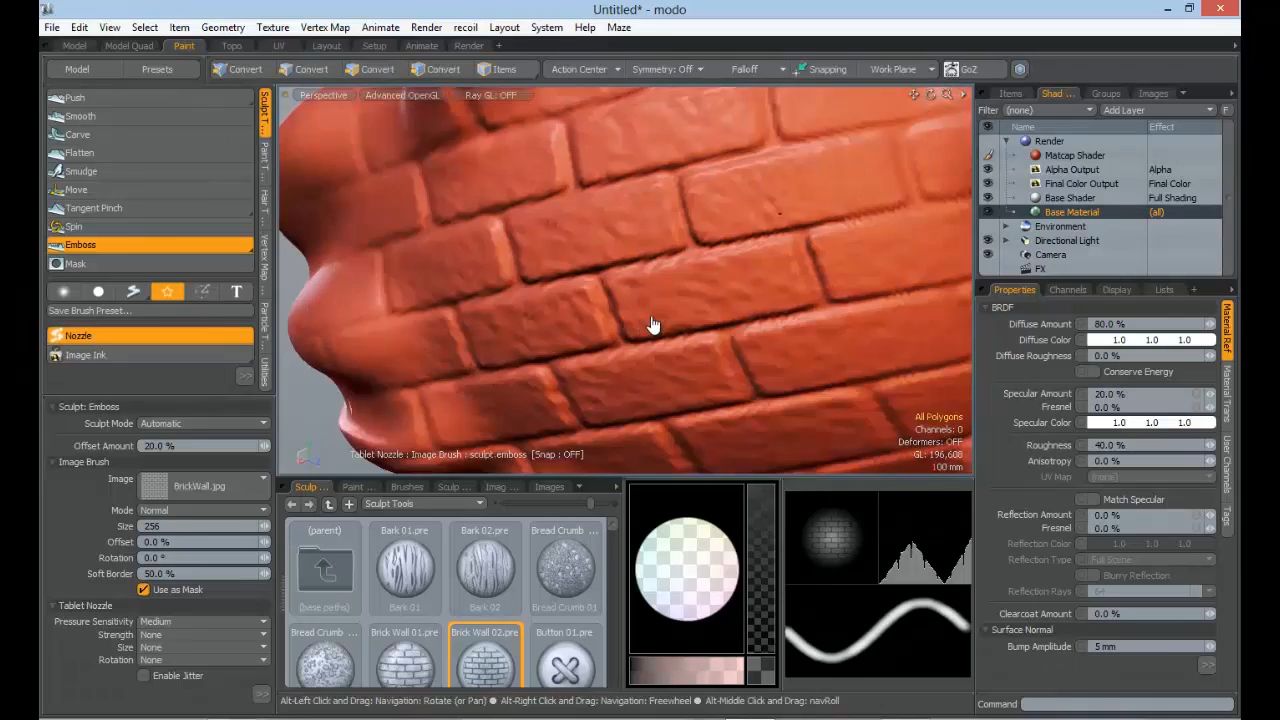 Untitled* - modo
File Edit View Select Item Geometry Texture Vertex Map Animate Render recoil Layout System Help Maze
Model Model Quad Paint Topo UV Layout Setup Animate Render +
Model Presets Convert Convert Convert Convert Items Action Center Symmetry: Off Falloff Snapping Work Plane GoZ
Push
Smooth
Carve
Flatten
Smudge
Move
Tangent Pinch
Spin
Emboss
Mask
T
Save Brush Preset...
Nozzle
Image Ink
>>
Sculpt T...
Paint T...
Hair T...
Vertex Map ...
Particle T...
Utilities
Sculpt: Emboss
Sculpt Mode Automatic
Offset Amount 20.0 %
Image Brush
Image BrickWall.jpg
Mode Normal
Size 256
Offset 0.0 %
Rotation 0.0 °
Soft Border 50.0 %
Use as Mask
Tablet Nozzle
Pressure Sensitivity Medium
Strength None
Size None
Rotation None
Enable Jitter
>>
Perspective Advanced OpenGL Ray GL: OFF
All Polygons
Channels: 0
Deformers: OFF
GL: 196,608
100 mm
Tablet Nozzle : Image Brush : sculpt.emboss [Snap : OFF]
Sculp ... Paint ... Brushes Sculp ... Imag ... Images
Sculpt Tools
(parent) Bark 01.pre Bark 02.pre Bread Crumb ...
(base paths) Bark 01 Bark 02 Bread Crumb 01
Bread Crumb ... Brick Wall 01.pre Brick Wall 02.pre Button 01.pre
Alt-Left Click and Drag: Navigation: Rotate (or Pan) ● Alt-Right Click and Drag: Navigation: Freewheel ● Alt-Middle Click and Drag: navRoll
Items Shad ... Groups Images
Filter (none) Add Layer F
Name Effect
Render
Matcap Shader
Alpha Output Alpha
Final Color Output Final Color
Base Shader Full Shading
Base Material (all)
Environment
Directional Light
Camera
FX
Properties Channels Display Lists +
BRDF
Diffuse Amount 80.0 %
Diffuse Color 1.0 1.0 1.0
Diffuse Roughness 0.0 %
Conserve Energy
Specular Amount 20.0 %
Fresnel 0.0 %
Specular Color 1.0 1.0 1.0
Roughness 40.0 %
Anisotropy 0.0 %
UV Map (none)
Match Specular
Reflection Amount 0.0 %
Fresnel 0.0 %
Reflection Color 1.0 1.0 1.0
Reflection Type Full Scene
Blurry Reflection
Reflection Rays 64
Clearcoat Amount 0.0 %
Surface Normal
Bump Amplitude 5 mm
>>
Material Ref
Material Trans
User Channels
Tags
Command